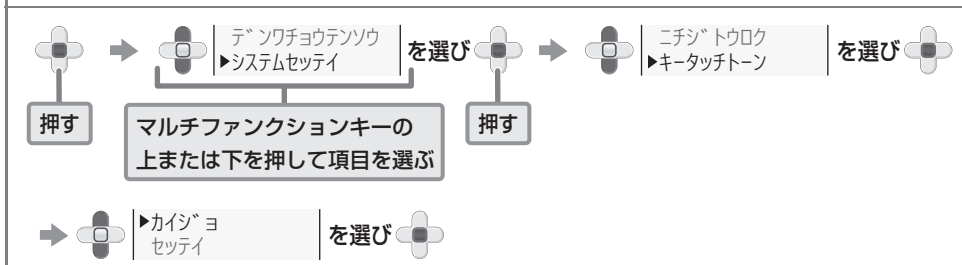 デンワチョウテンソウ
▶システムセッテイ
を選び
ニチジトウロク
▶キータッチトーン
を選び
押す
マルチファンクションキーの
上または下を押して項目を選ぶ
押す
▶カイジョ
セッテイ
を選び